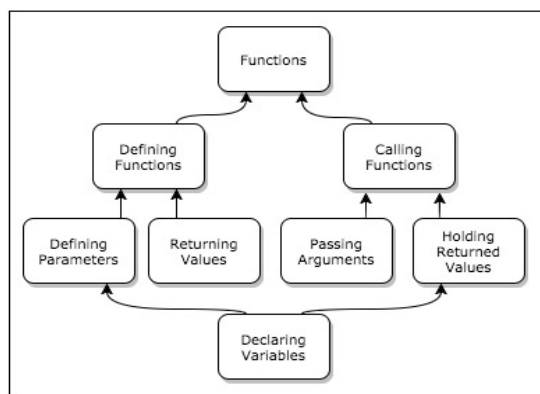 Functions
Defining
Functions
Calling
Functions
Defining
Parameters
Returning
Values
Passing
Arguments
Holding
Returned
Values
Declaring
Variables